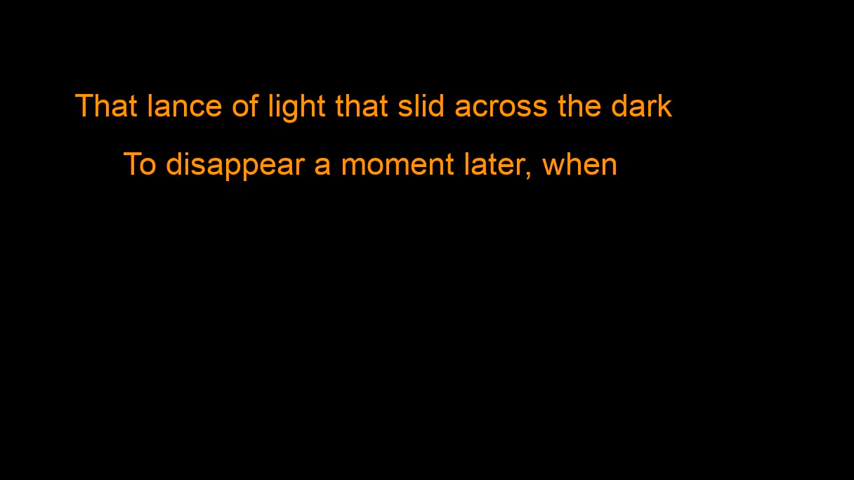 That lance of light that slid across the dark
To disappear a moment later, when